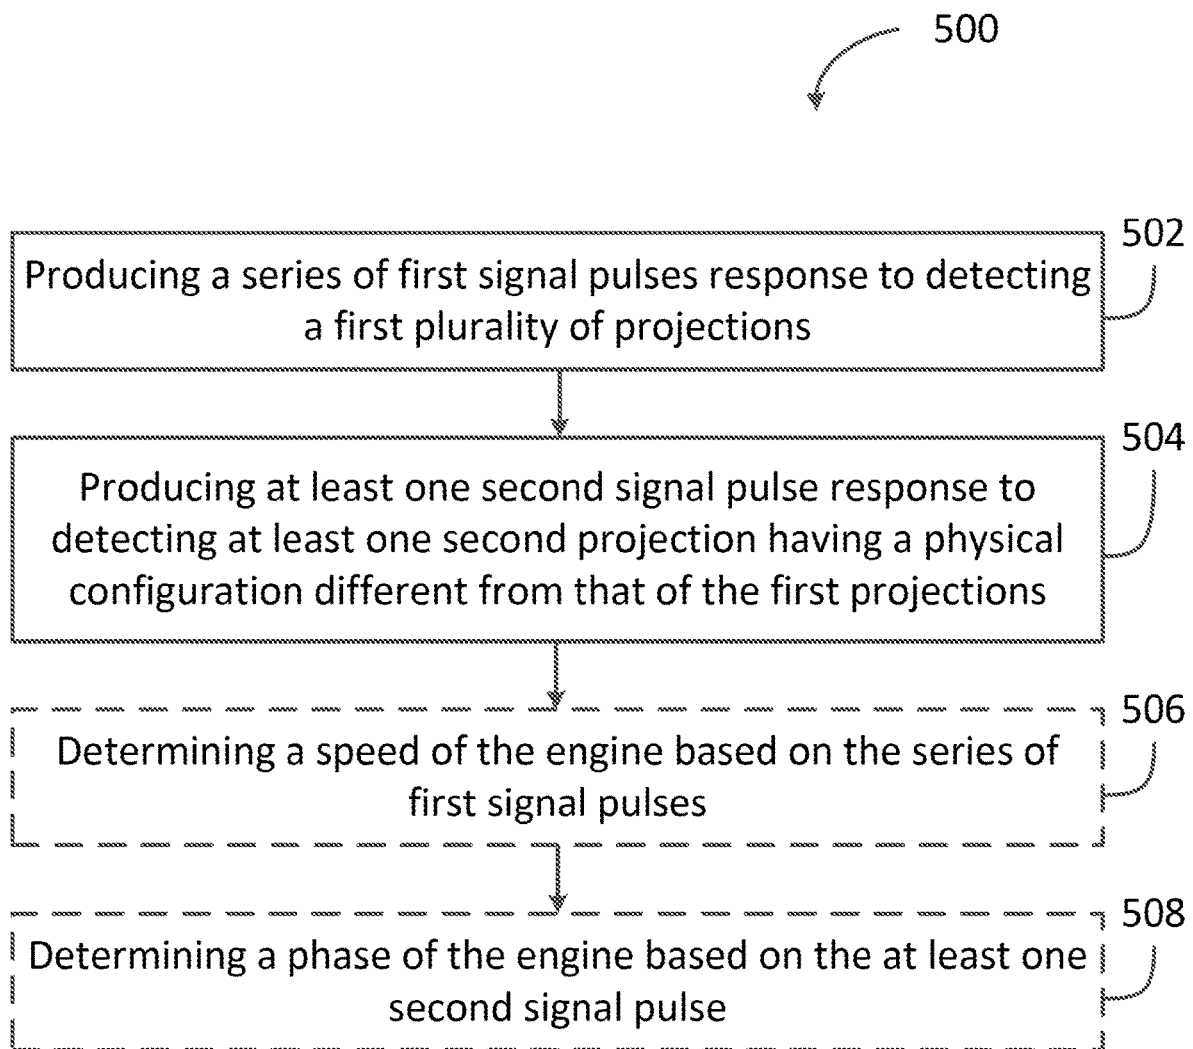 500
502
Producing a series of first signal pulses response to detecting
a first plurality of projections
504
Producing at least one second signal pulse response to
detecting at least one second projection having a physical
configuration different from that of the first projections
506
Determining a speed of the engine based on the series of
first signal pulses
508
Determining a phase of the engine based on the at least one
second signal pulse